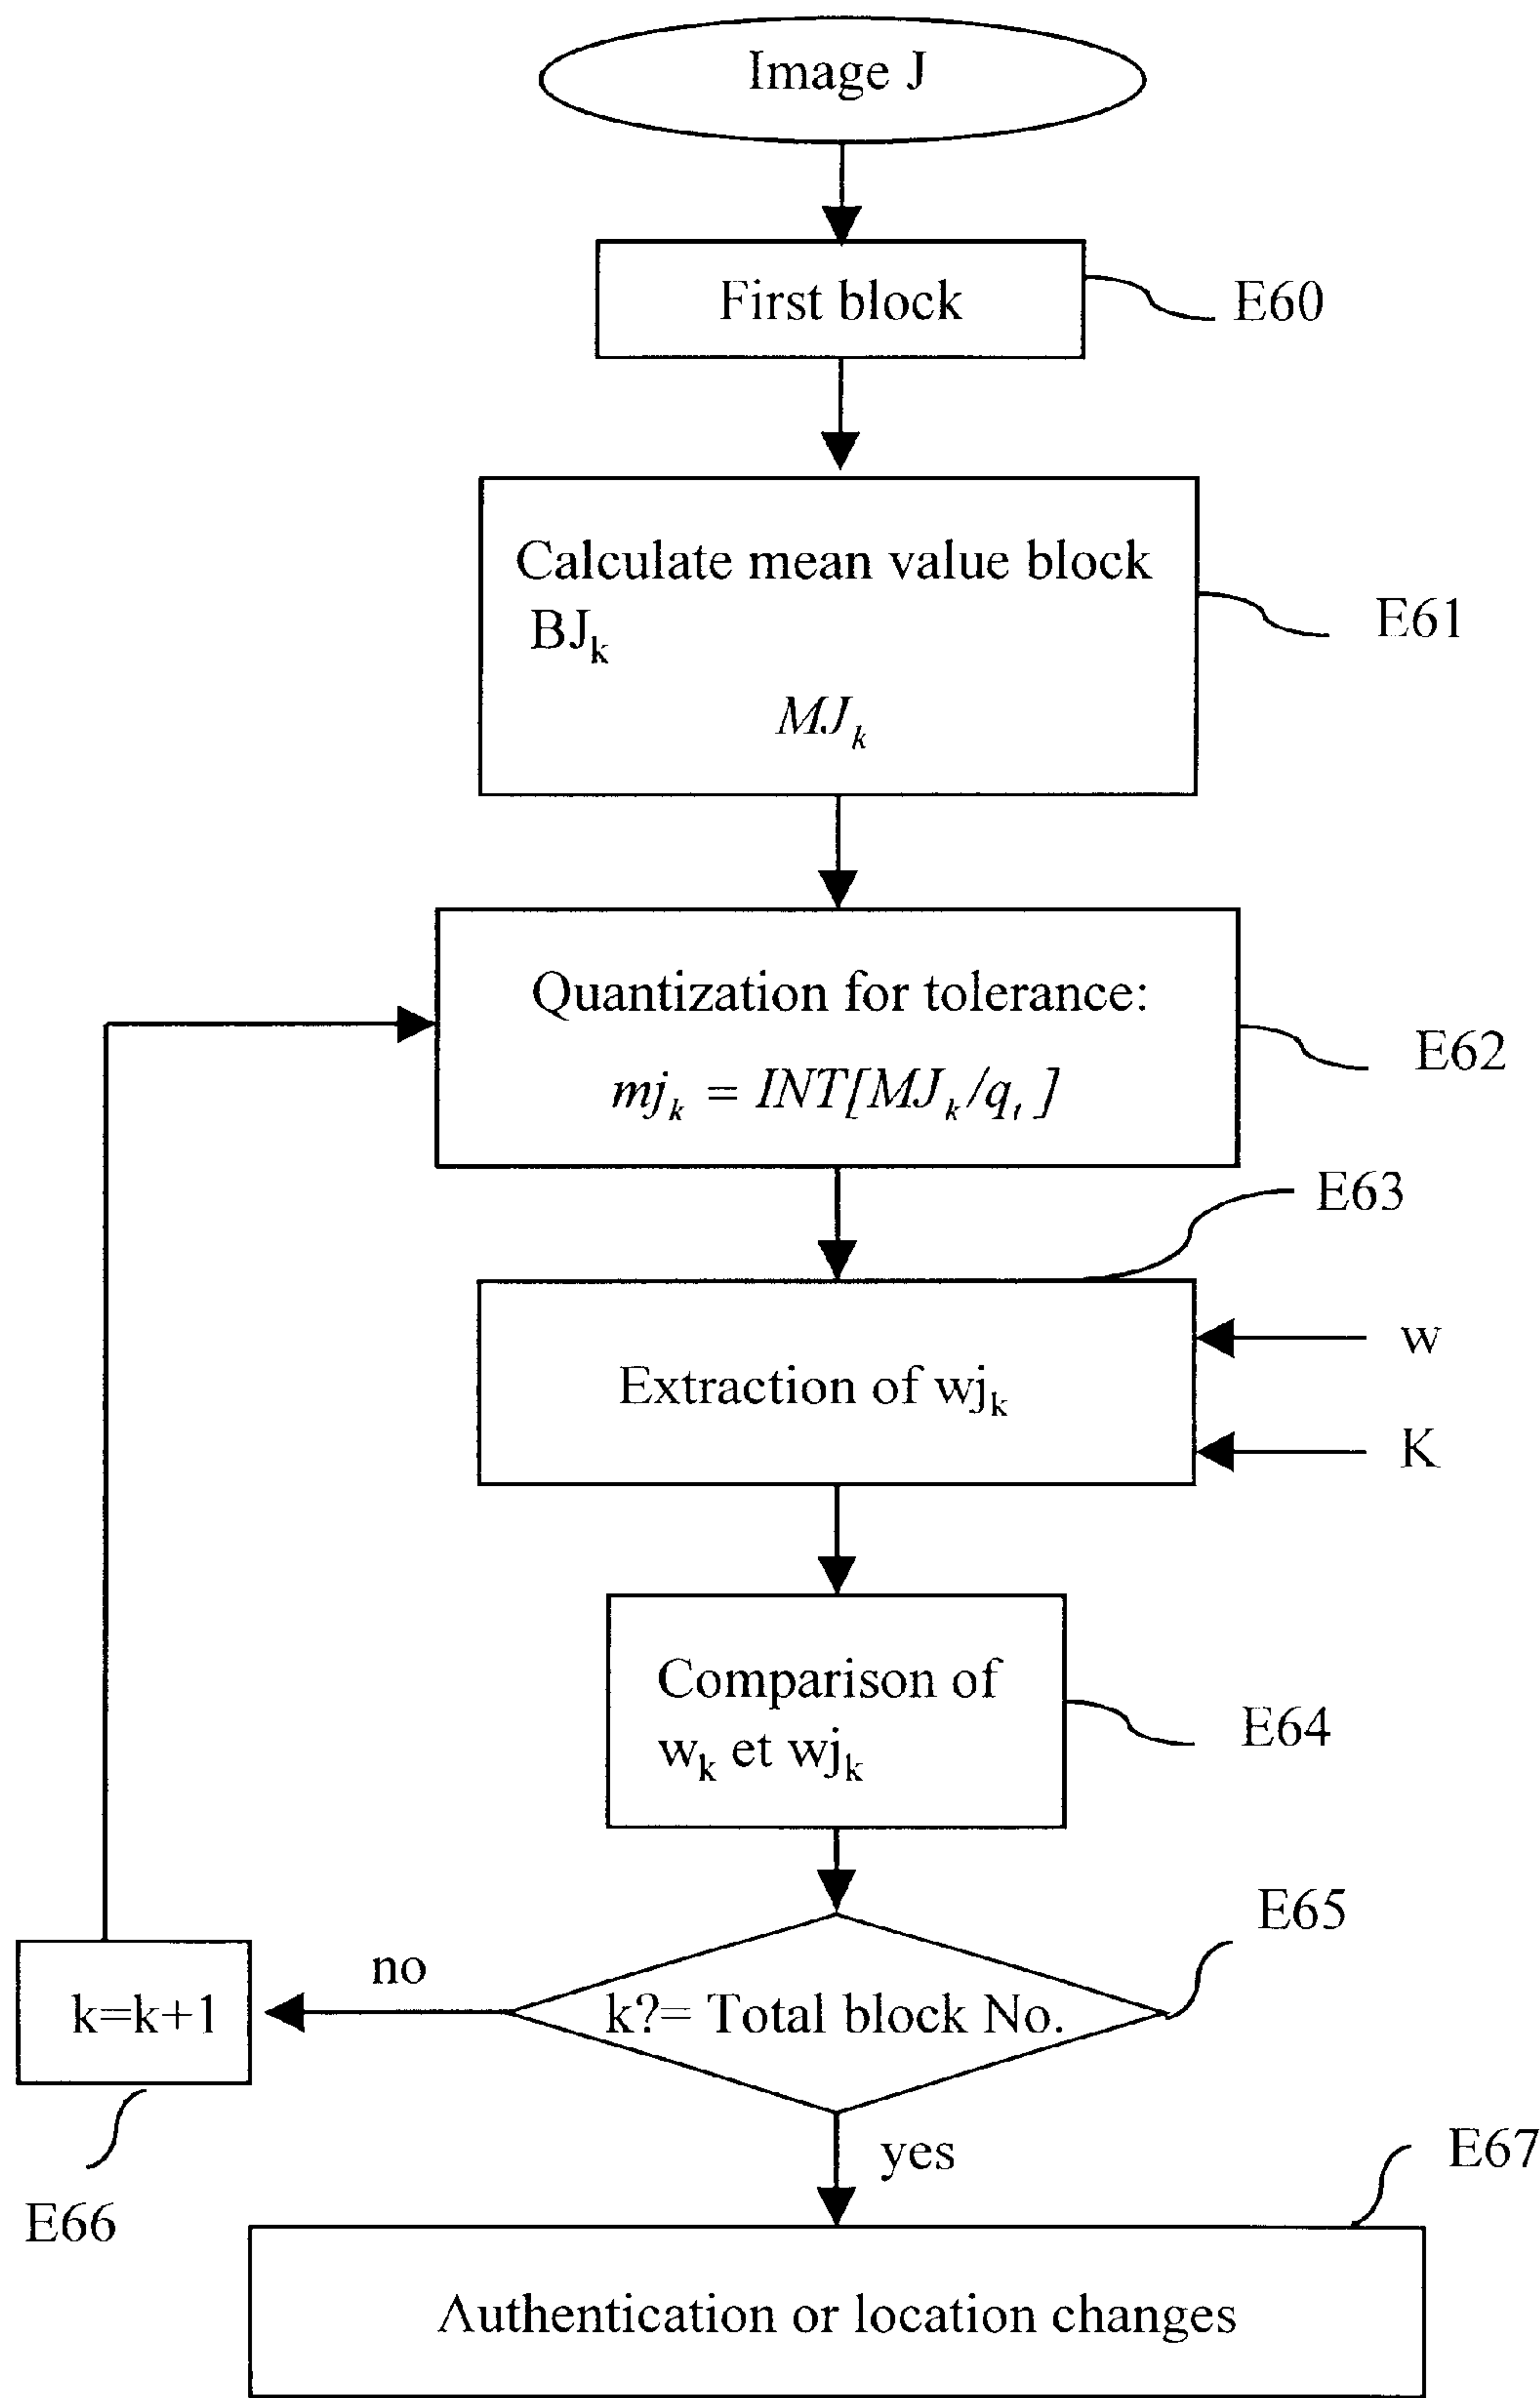 Image J
First block
E60
Calculate mean value block
BJk
MJk
E61
Quantization for tolerance:
mjk = INT[MJk/qt]
E62
E63
Extraction of wjk
w
K
Comparison of
wk et wjk
E64
E65
no
k=k+1
k?= Total block No.
E66
yes
E67
Authentication or location changes